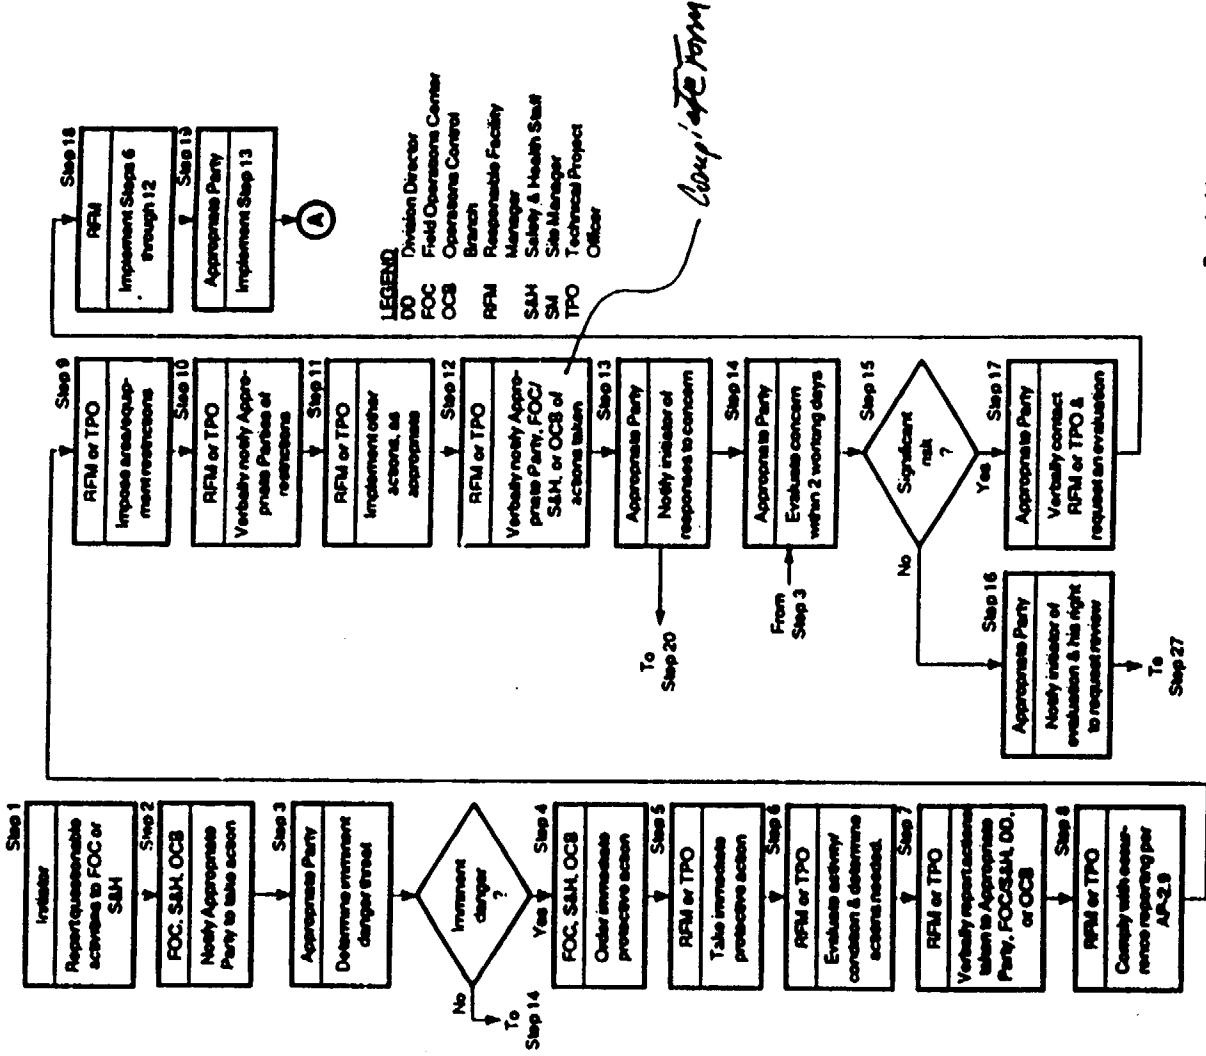 Step 1
Initiator
Report questionable
activities to FOC or
S&H
Step 2
FOC, S&H, OCB
Notify Appropriate
Party to take action
Step 3
Appropriate Party
Determine imminent
danger threat
Imminent
danger
?
No
To
Step 14
Yes
Step 4
FOC, S&H, OCB
Order immediate
protective action
Step 5
RFM or TPO
Take immediate
protective action
Step 6
RFM or TPO
Evaluate activity/
condition & determine
actions needed.
Step 7
RFM or TPO
Verbally report actions
taken to Appropriate
Party, FOC/S&H, DD,
or OCB
Step 8
RFM or TPO
Comply with occur-
rence reporting per
AP-2.9
Step 9
RFM or TPO
Impose area/equip-
ment restrictions
Step 10
RFM or TPO
Verbally notify Appro-
priate Parties of
restrictions
Step 11
RFM or TPO
Implement other
actions, as
appropriate
Step 12
RFM or TPO
Verbally notify Appro-
priate Party, FOC/
S&H, or OCB of
actions taken
Step 13
Appropriate Party
Notify initiator of
responses to concern
To
Step 20
Step 14
Appropriate Party
Evaluate concern
within 2 working days
From
Step 3
Step 15
Significant
risk
?
No
Yes
Step 16
Appropriate Party
Notify initiator of
evaluation & his right
to request review
To
Step 27
Step 17
Appropriate Party
Verbally contact
RFM or TPO &
request an evaluation
Step 18
RFM
Implement Steps 6
through 12
Step 19
Appropriate Party
Implement Step 13
A
LEGEND
DD Division Director
FOC Field Operations Center
OCB Operations Control
Branch
RFM Responsible Facility
Manager
S&H Safety & Health Staff
SM Site Manager
TPO Technical Project
Officer
Form